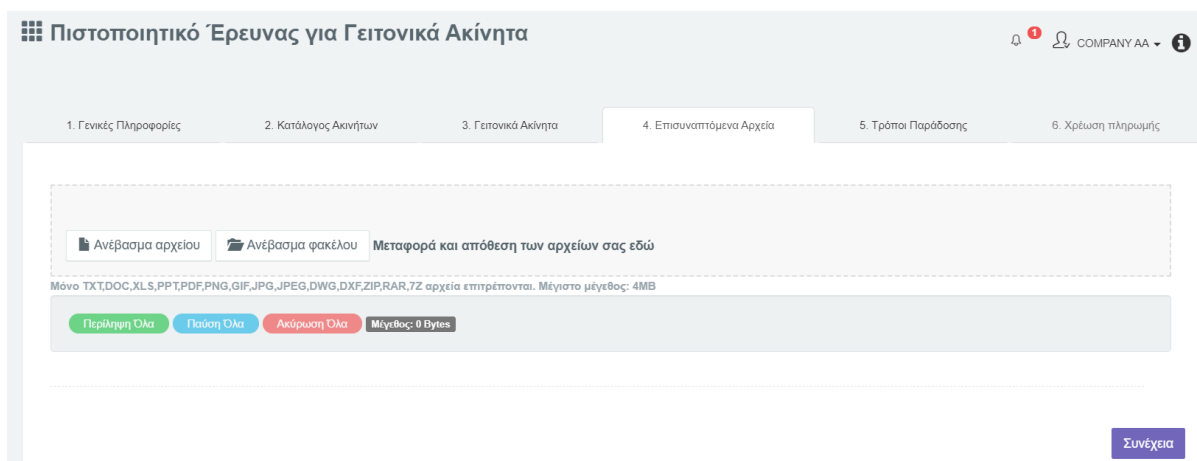 Πιστοποιητικό Έρευνας για Γειτονικά Ακίνητα
1 COMPANY AA
1. Γενικές Πληροφορίες 2. Κατάλογος Ακινήτων 3. Γειτονικά Ακίνητα 4. Επισυναπτόμενα Αρχεία 5. Τρόποι Παράδοσης 6. Χρέωση πληρωμής
Ανέβασμα αρχείου Ανέβασμα φακέλου Μεταφορά και απόθεση των αρχείων σας εδώ
Μόνο TXT,DOC,XLS,PPT,PDF,PNG,GIF,JPG,JPEG,DWG,DXF,ZIP,RAR,7Z αρχεία επιτρέπονται. Μέγιστο μέγεθος: 4MB
Περίληψη Όλα Παύση Όλα Ακύρωση Όλα Μέγεθος: 0 Bytes
Συνέχεια